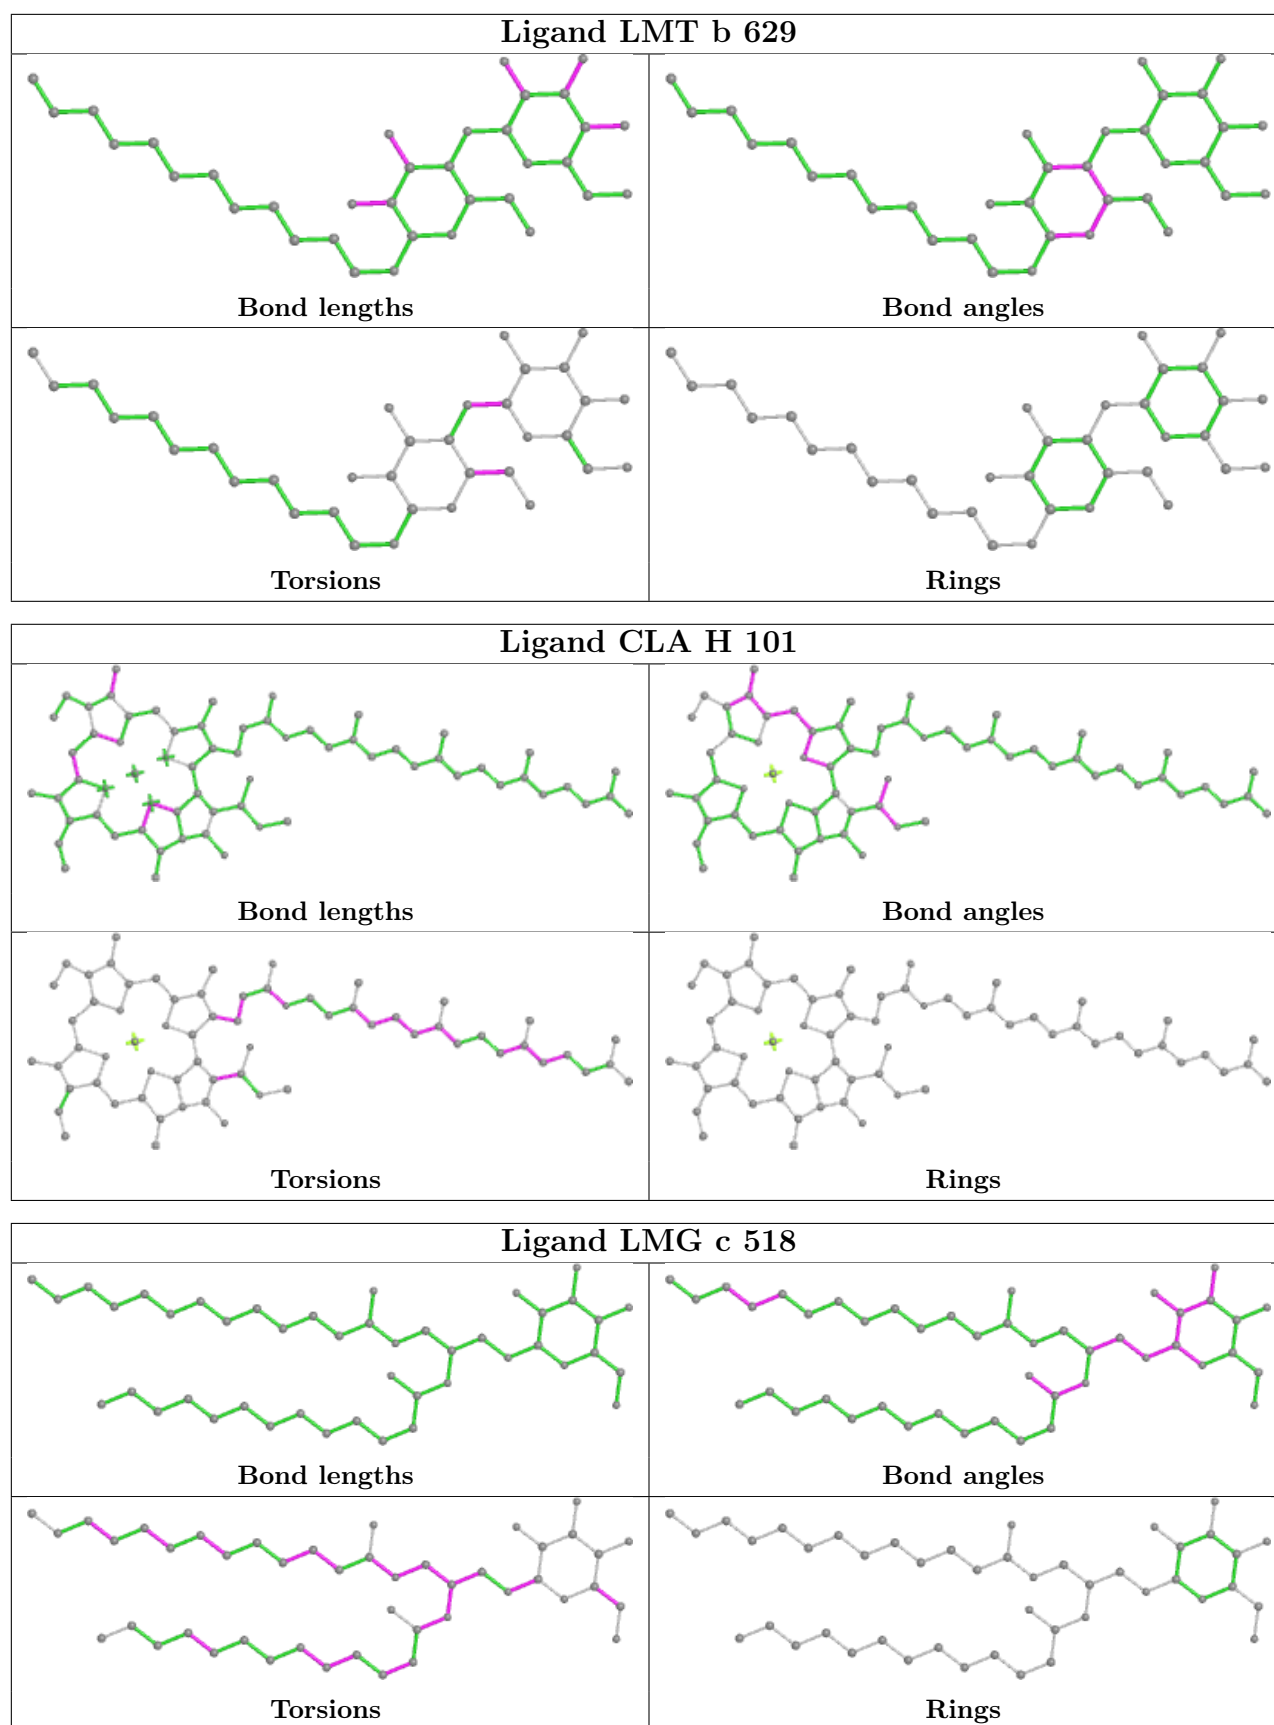 Ligand LMT b 629
Bond lengths
Bond angles
Torsions
Rings
Ligand CLA H 101
Bond lengths
Bond angles
Torsions
Rings
Ligand LMG c 518
Bond lengths
Bond angles
Torsions
Rings